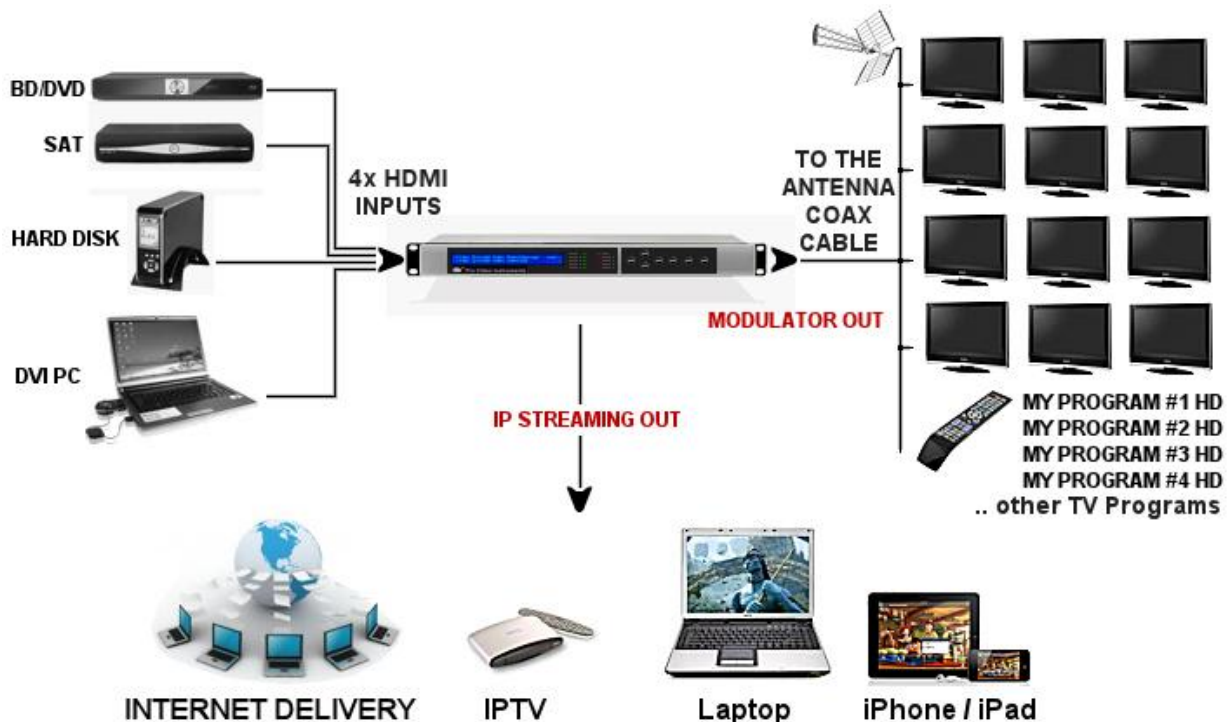 BD/DVD
SAT
HARD DISK
DVI PC
4x HDMI
INPUTS
TO THE
ANTENNA
COAX
CABLE
MODULATOR OUT
IP STREAMING OUT
MY PROGRAM #1 HD
MY PROGRAM #2 HD
MY PROGRAM #3 HD
MY PROGRAM #4 HD
.. other TV Programs
INTERNET DELIVERY
IPTV
Laptop
iPhone / iPad